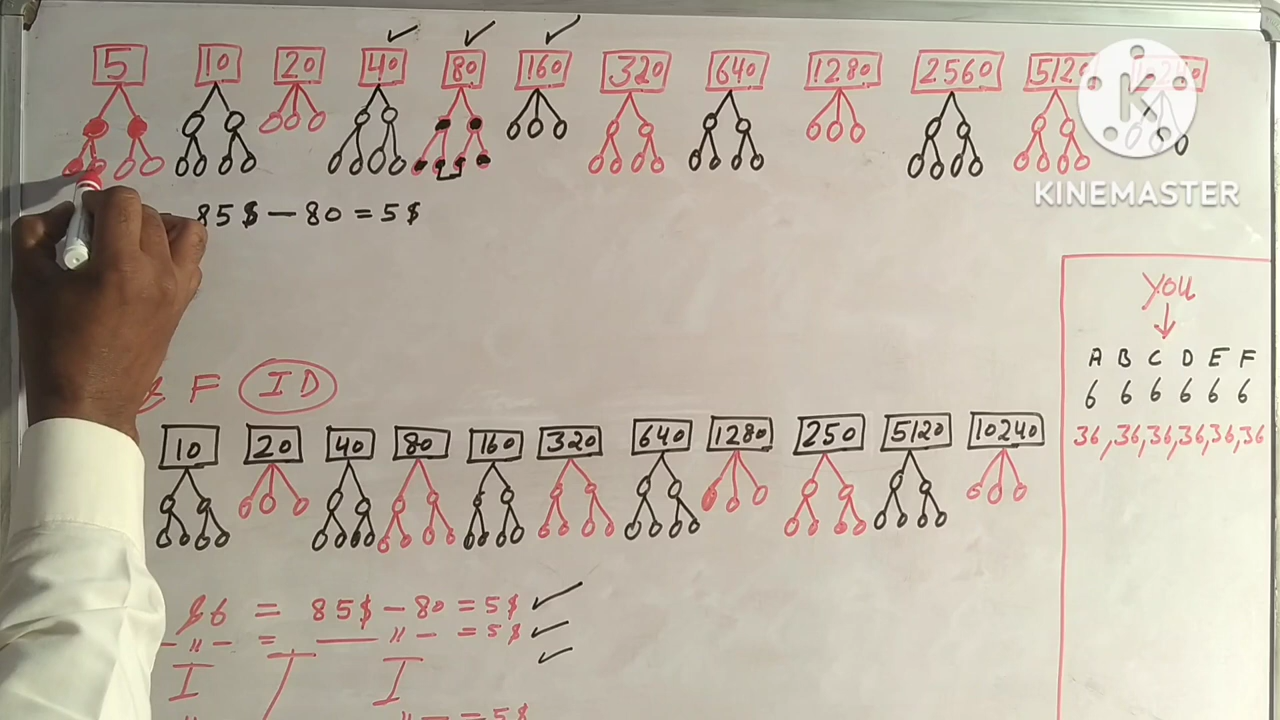 5 10 20 40 80 160 320 640 1280 2560 5120
K
KINEMASTER
85$ - 80 = 5$
YOU
A B C D E F
6 6 6 6 6 6
36,36,36,36,36,36
F ID
10 20 40 80 160 320 640 1280 250 5120 10240
$6 = 85$ - 80 = 5$
-"- = -"- = 5$
I I I
" -"- = 5$